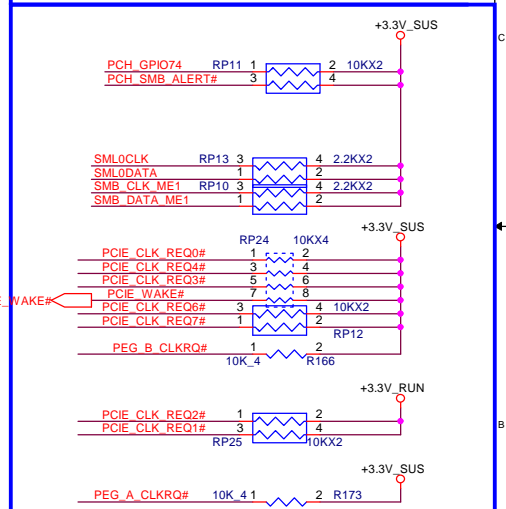 +3.3V_SUS
C
PCH_GPIO74 RP11 1 2 10KX2
PCH_SMB_ALERT# 3 4
SML0CLK RP13 3 4 2.2KX2
SML0DATA 1 2
SMB_CLK_ME1 RP10 3 4 2.2KX2
SMB_DATA_ME1 1 2
+3.3V_SUS
RP24 10KX4
PCIE_CLK_REQ0# 1 2
PCIE_CLK_REQ4# 3 4
PCIE_CLK_REQ3# 5 6
E_WAKE# PCIE_WAKE# 7 8
PCIE_CLK_REQ6# 3 4 10KX2
PCIE_CLK_REQ7# 1 2
RP12
PEG_B_CLKRQ# 1 2
10K_4 R166
+3.3V_RUN
PCIE_CLK_REQ2# 1 2
B
PCIE_CLK_REQ1# 3 4
RP25 10KX2
+3.3V_SUS
PEG_A_CLKRQ# 10K_4 1 2 R173